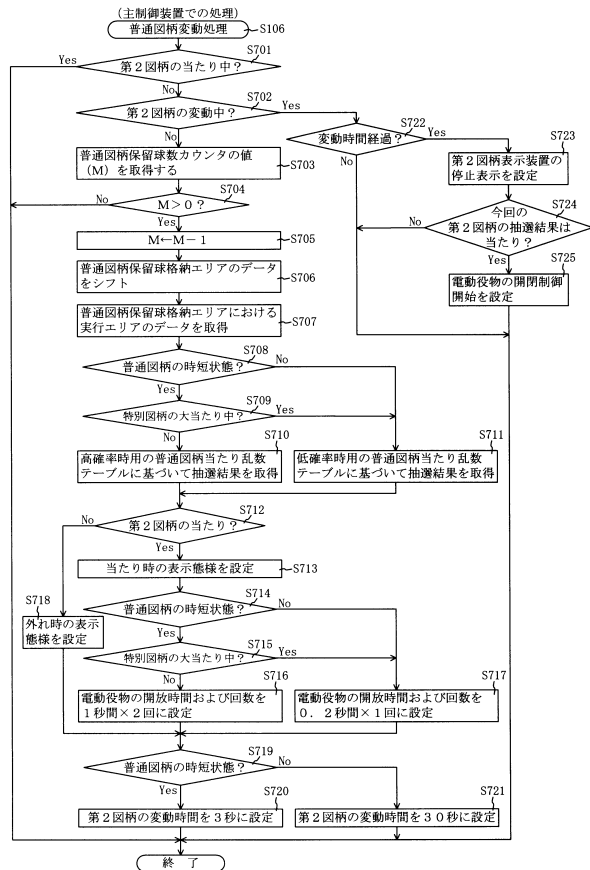 (主制御装置での処理)
普通図柄変動処理
S106
S701
第2図柄の当たり中?
Yes
No
S702
第2図柄の変動中?
Yes
No
S703
普通図柄保留球数カウンタの値
(M)を取得する
S704
M>0?
No
Yes
S705
M←M-1
S706
普通図柄保留球格納エリアのデータ
をシフト
S707
普通図柄保留球格納エリアにおける
実行エリアのデータを取得
S708
普通図柄の時短状態?
No
Yes
S709
特別図柄の大当たり中?
Yes
No
S710
高確率時用の普通図柄当たり乱数
テーブルに基づいて抽選結果を取得
S711
低確率時用の普通図柄当たり乱数
テーブルに基づいて抽選結果を取得
S712
第2図柄の当たり?
No
Yes
S713
当たり時の表示態様を設定
S714
普通図柄の時短状態?
No
Yes
S715
特別図柄の大当たり中?
Yes
No
S716
電動役物の開放時間および回数を
1秒間×2回に設定
S717
電動役物の開放時間および回数を
0.2秒間×1回に設定
S718
外れ時の表示
態様を設定
S719
普通図柄の時短状態?
No
Yes
S720
第2図柄の変動時間を3秒に設定
S721
第2図柄の変動時間を30秒に設定
S722
変動時間経過?
Yes
No
S723
第2図柄表示装置の
停止表示を設定
S724
今回の
第2図柄の抽選結果は
当たり?
No
Yes
S725
電動役物の開閉制御
開始を設定
終 了